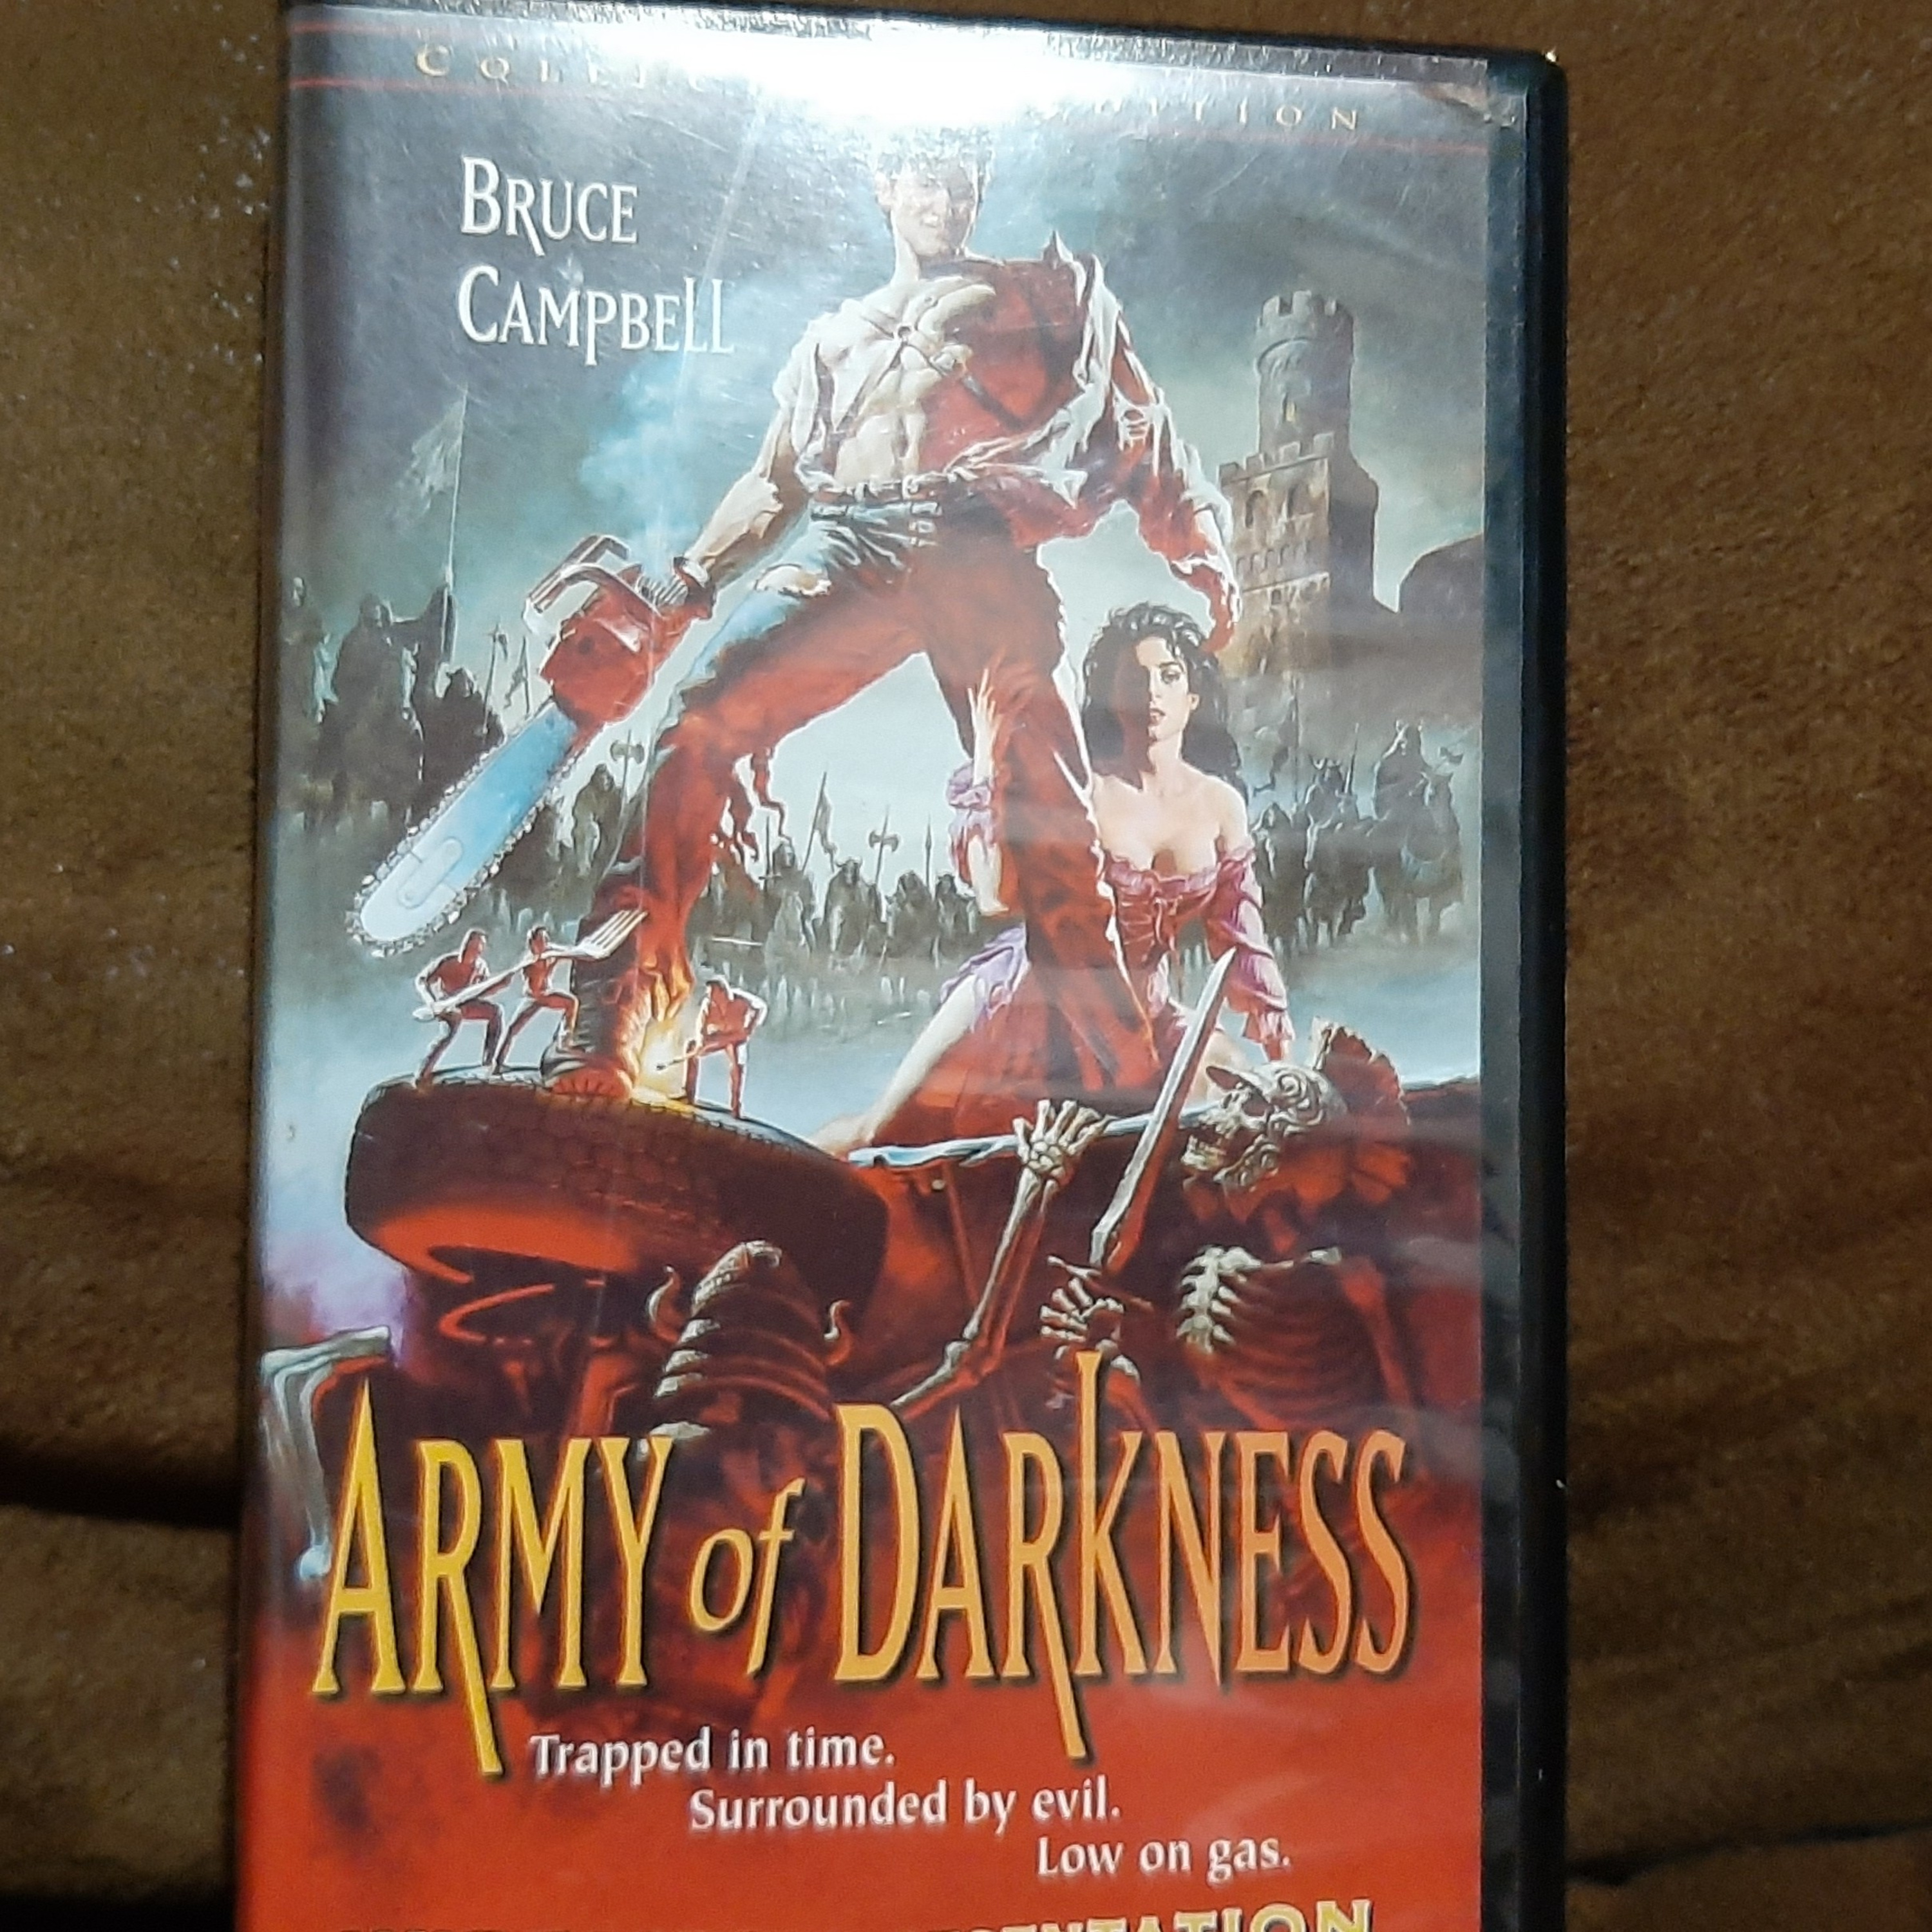 BRUCE
CAMPBELL
ARMY of DARKNESS
Trapped in time.
Surrounded by evil.
Low on gas.